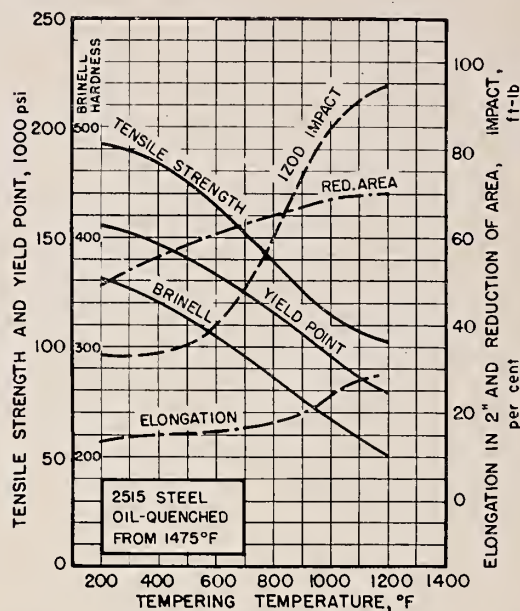 TENSILE STRENGTH AND YIELD POINT, 1000 psi
250
200
150
100
50
0
BRINELL
HARDNESS
500
400
300
200
TENSILE STRENGTH
IZOD IMPACT
RED. AREA
YIELD POINT
BRINELL
ELONGATION
2515 STEEL
OIL-QUENCHED
FROM 1475°F
100
80
60
40
20
0
ELONGATION IN 2" AND REDUCTION OF AREA,
per cent
IMPACT,
ft-lb
200 400 600 800 1000 1200 1400
TEMPERING TEMPERATURE, °F